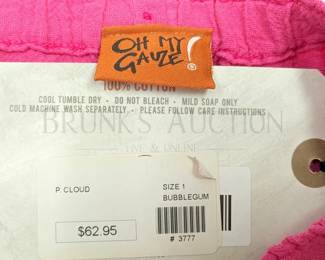 OH MY
GAUZE!
100% COTTON
COOL TUMBLE DRY - DO NOT BLEACH - MILD SOAP ONLY
COLD MACHINE WASH SEPARATELY. - PLEASE FOLLOW CARE INSTRUCTIONS
BRUNK'S AUCTION
LIVE & ONLINE
P. CLOUD
$62.95
SIZE 1
BUBBLEGUM
# 3777